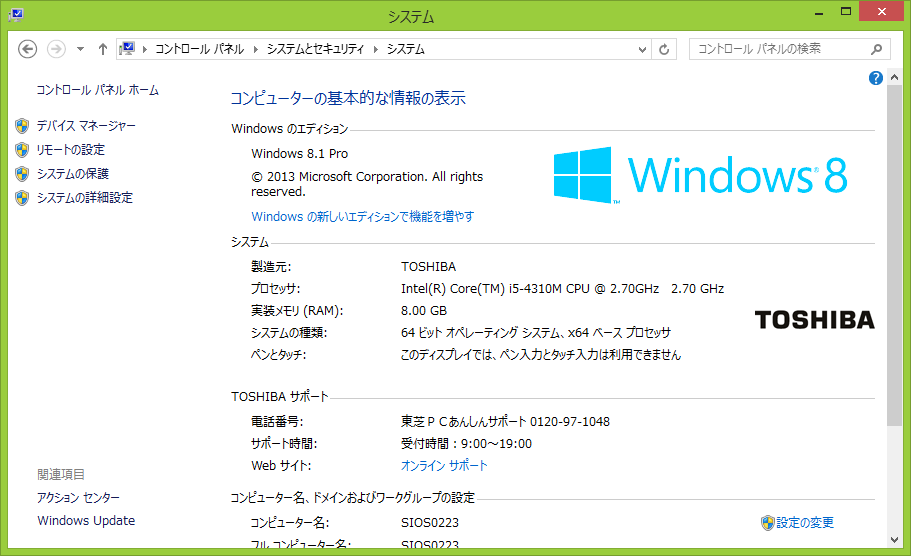 システム
コントロール パネル
システムとセキュリティ
システム
コントロール パネルの検索
コントロール パネル ホーム
デバイス マネージャー
リモートの設定
システムの保護
システムの詳細設定
コンピューターの基本的な情報の表示
Windows のエディション
Windows 8.1 Pro
© 2013 Microsoft Corporation. All rights
reserved.
Windows の新しいエディションで機能を増やす
Windows 8
システム
製造元: TOSHIBA
プロセッサ: Intel(R) Core(TM) i5-4310M CPU @ 2.70GHz 2.70 GHz
実装メモリ (RAM): 8.00 GB
システムの種類: 64 ビット オペレーティング システム、x64 ベース プロセッサ
ペンとタッチ: このディスプレイでは、ペン入力とタッチ入力は利用できません
TOSHIBA
TOSHIBA サポート
電話番号: 東芝ＰＣあんしんサポート 0120-97-1048
サポート時間: 受付時間：9:00～19:00
Web サイト: オンライン サポート
コンピューター名、ドメインおよびワークグループの設定
コンピューター名: SIOS0223
設定の変更
フル コンピューター名: SIOS0223
関連項目
アクション センター
Windows Update